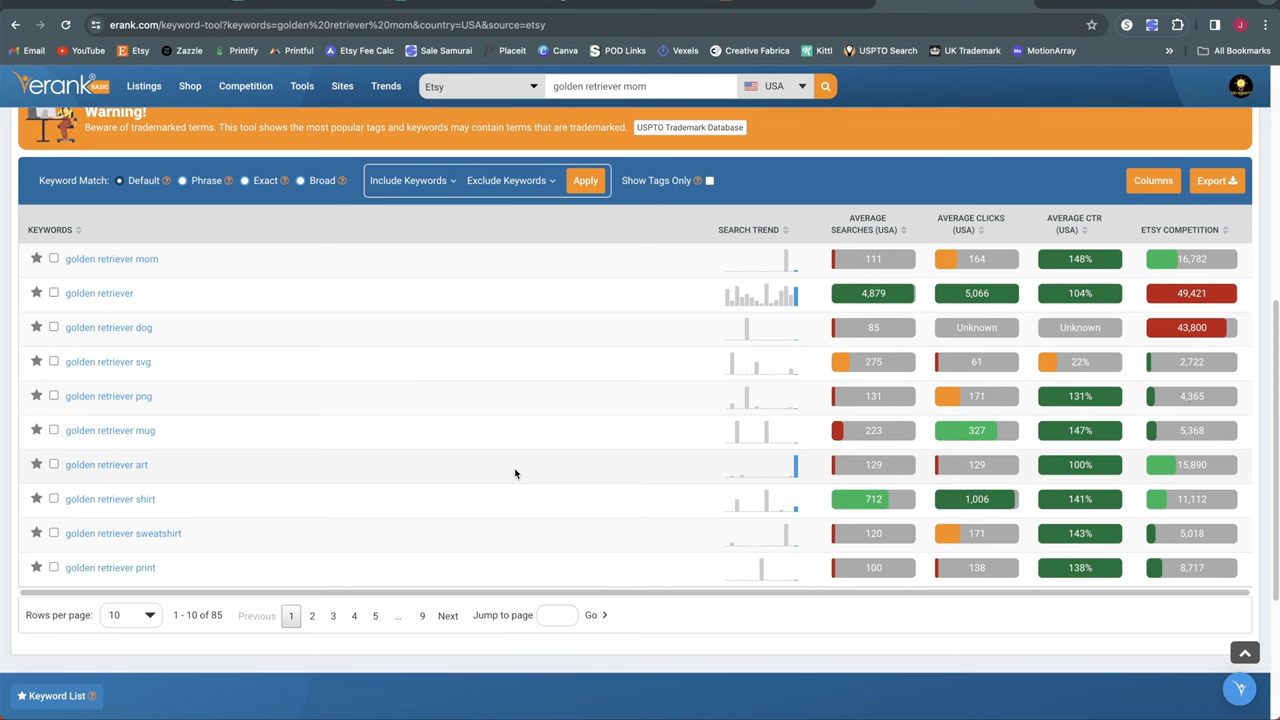 erank.com/keyword-tool?keywords=golden%20retriever%20mom&country=USA&source=etsy
Email YouTube Etsy Zazzle Printify Printful Etsy Fee Calc Sale Samurai Placeit Canva POD Links Vexels Creative Fabrica Kittl USPTO Search UK Trademark MotionArray » All Bookmarks
erank BASIC Listings Shop Competition Tools Sites Trends Etsy golden retriever mom USA
Warning!
Beware of trademarked terms. This tool shows the most popular tags and keywords may contain terms that are trademarked. USPTO Trademark Database
Keyword Match: Default Phrase Exact Broad Include Keywords Exclude Keywords Apply Show Tags Only Columns Export
KEYWORDS SEARCH TREND AVERAGE SEARCHES (USA) AVERAGE CLICKS (USA) AVERAGE CTR (USA) ETSY COMPETITION
golden retriever mom 111 164 148% 16,782
golden retriever 4,879 5,066 104% 49,421
golden retriever dog 85 Unknown Unknown 43,800
golden retriever svg 275 61 22% 2,722
golden retriever png 131 171 131% 4,365
golden retriever mug 223 327 147% 5,368
golden retriever art 129 129 100% 15,890
golden retriever shirt 712 1,006 141% 11,112
golden retriever sweatshirt 120 171 143% 5,018
golden retriever print 100 138 138% 8,717
Rows per page: 10 1 - 10 of 85 Previous 1 2 3 4 5 ... 9 Next Jump to page Go
Keyword List